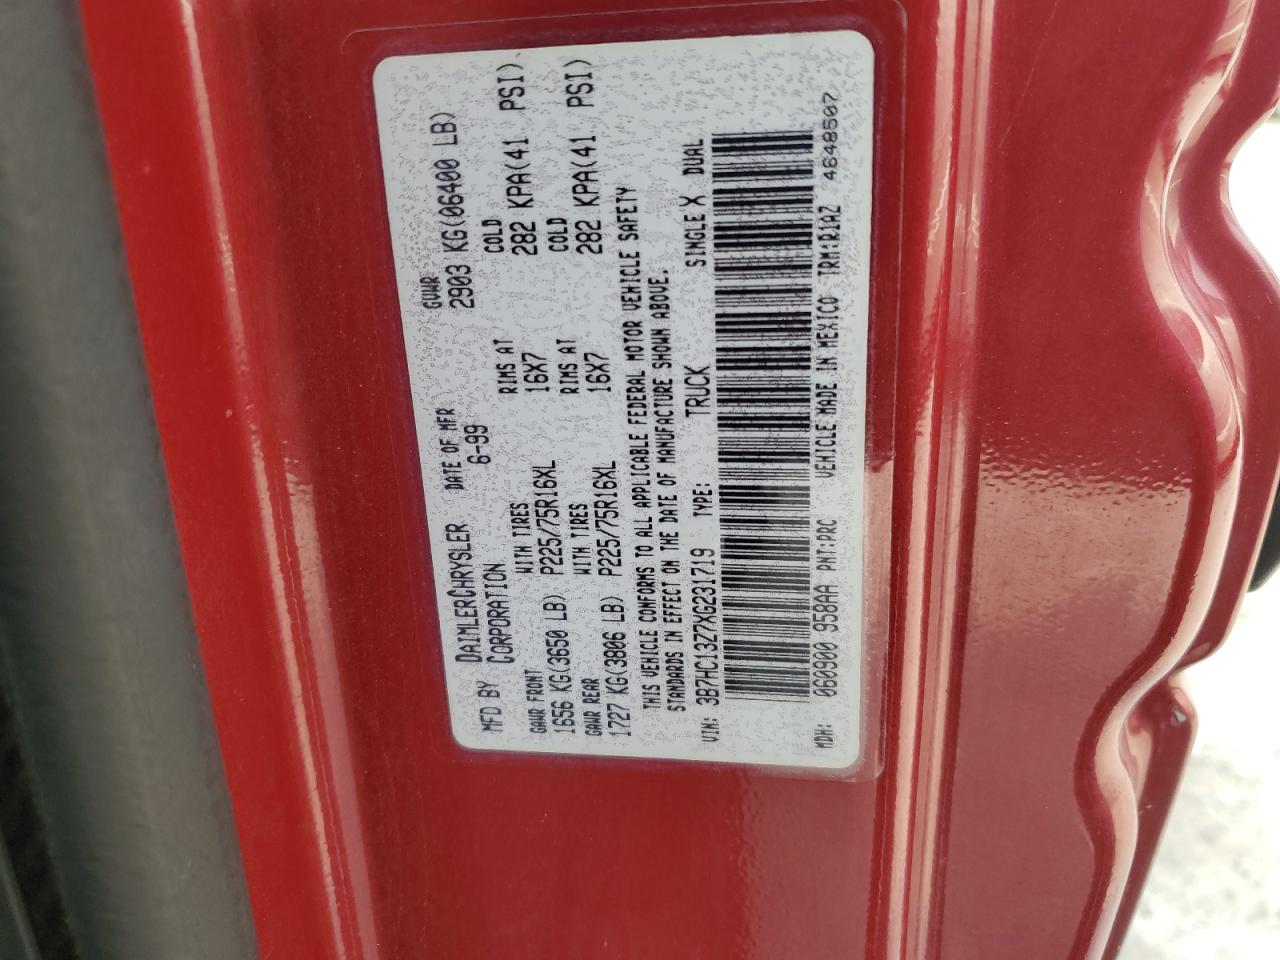 MFD BY DAIMLERCHRYSLER CORPORATION DATE OF MFR 6-99 GVWR 2903 KG(06400 LB)
GAWR FRONT WITH TIRES RIMS AT COLD
1656 KG(3650 LB) P225/75R16XL 16X7 282 KPA(41 PSI)
GAWR REAR WITH TIRES RIMS AT COLD
1727 KG(3806 LB) P225/75R16XL 16X7 282 KPA(41 PSI)
THIS VEHICLE CONFORMS TO ALL APPLICABLE FEDERAL MOTOR VEHICLE SAFETY
STANDARDS IN EFFECT ON THE DATE OF MANUFACTURE SHOWN ABOVE.
VIN: 3B7HC13Z7XG231719 TYPE: TRUCK SINGLE X DUAL
MDH: 060900 958AA PNT:PRC VEHICLE MADE IN MEXICO TRM:R1AZ 4648507